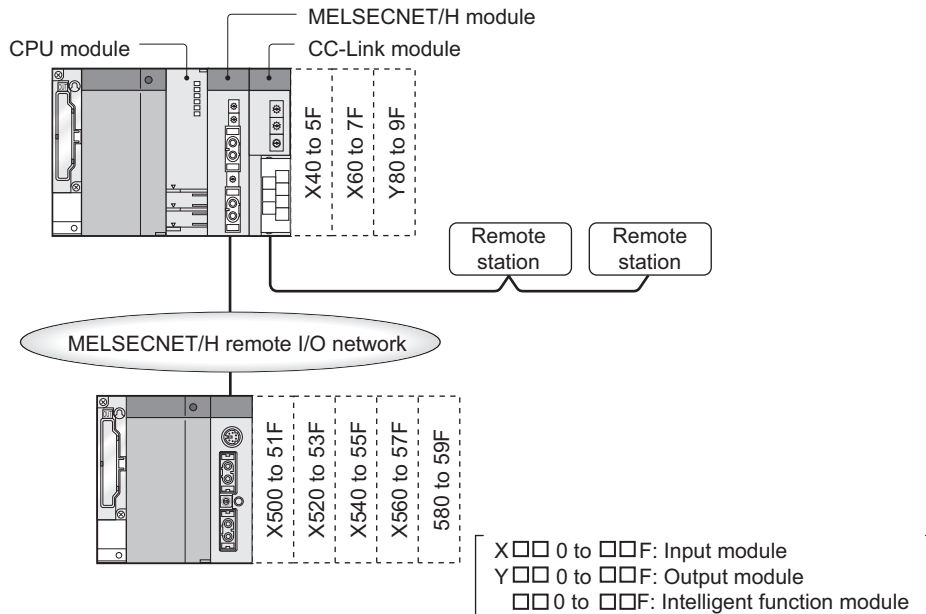 MELSECNET/H module
CPU module
CC-Link module
X40 to 5F
X60 to 7F
Y80 to 9F
Remote
station
Remote
station
MELSECNET/H remote I/O network
X500 to 51F
X520 to 53F
X540 to 55F
X560 to 57F
580 to 59F
X□□ 0 to □□F: Input module
Y□□ 0 to □□F: Output module
□□0 to □□F: Intelligent function module